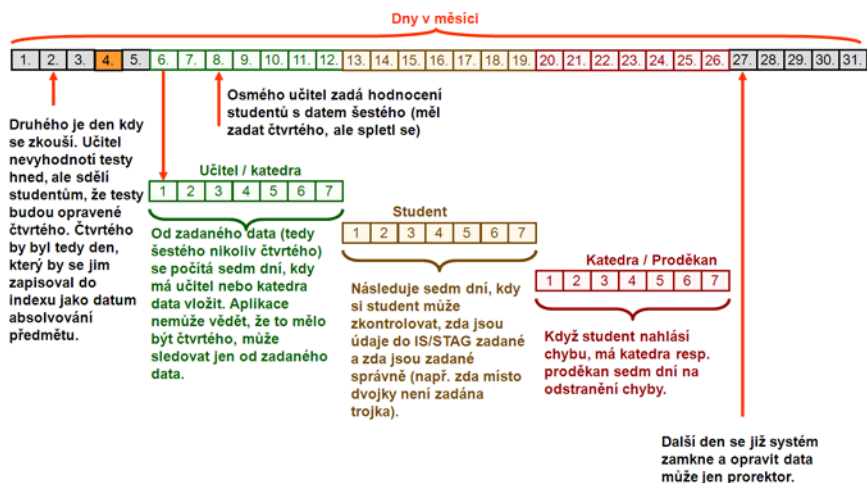 Dny v měsíci
1. 2. 3. 4. 5. 6. 7. 8. 9. 10. 11. 12. 13. 14. 15. 16. 17. 18. 19. 20. 21. 22. 23. 24. 25. 26. 27. 28. 29. 30. 31.
Osmého učitel zadá hodnocení
studentů s datem šestého (měl
zadat čtvrtého, ale spletl se)
Druhého je den kdy
se zkouší. Učitel
nevyhodnotí testy
hned, ale sdělí
studentům, že testy
budou opravené
čtvrtého. Čtvrtého
by byl tedy den,
který by se jim
zapisoval do
indexu jako datum
absolvování
předmětu.
Učitel / katedra
1 2 3 4 5 6 7
Od zadaného data (tedy
šestého nikoliv čtvrtého)
se počítá sedm dní, kdy
má učitel nebo katedra
data vložit. Aplikace
nemůže vědět, že to mělo
být čtvrtého, může
sledovat jen od zadaného
data.
Student
1 2 3 4 5 6 7
Následuje sedm dní, kdy
si student může
zkontrolovat, zda jsou
údaje do IS/STAG zadané
a zda jsou zadané
správně (např. zda místo
dvojky není zadána
trojka).
Katedra / Proděkan
1 2 3 4 5 6 7
Když student nahlásí
chybu, má katedra resp.
proděkan sedm dní na
odstranění chyby.
Další den se již systém
zamkne a opravit data
může jen prorektor.